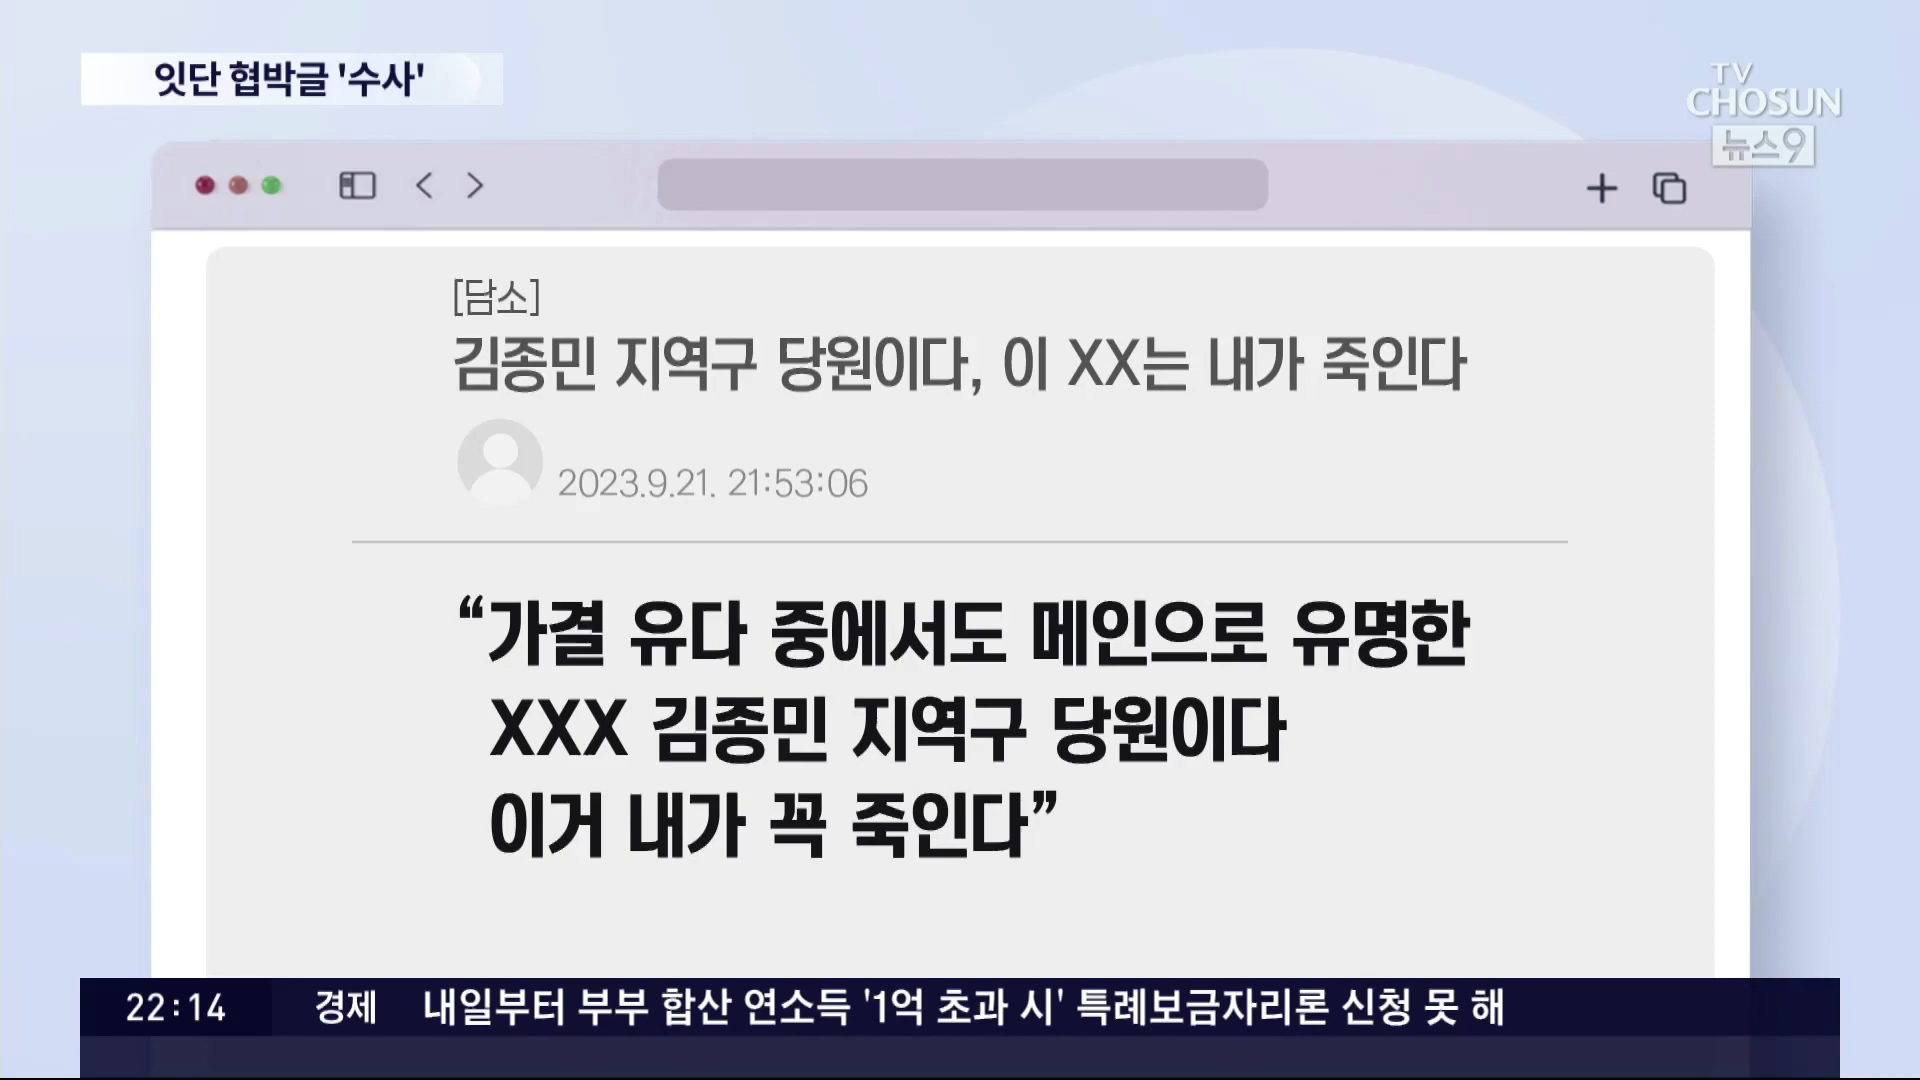 잇단 협박글 '수사'
TV
CHOSUN
뉴스9
[담소]
김종민 지역구 당원이다, 이 XX는 내가 죽인다
2023.9.21. 21:53:06
“가결 유다 중에서도 메인으로 유명한
XXX 김종민 지역구 당원이다
이거 내가 꼭 죽인다”
22:14 경제 내일부터 부부 합산 연소득 '1억 초과 시' 특례보금자리론 신청 못 해